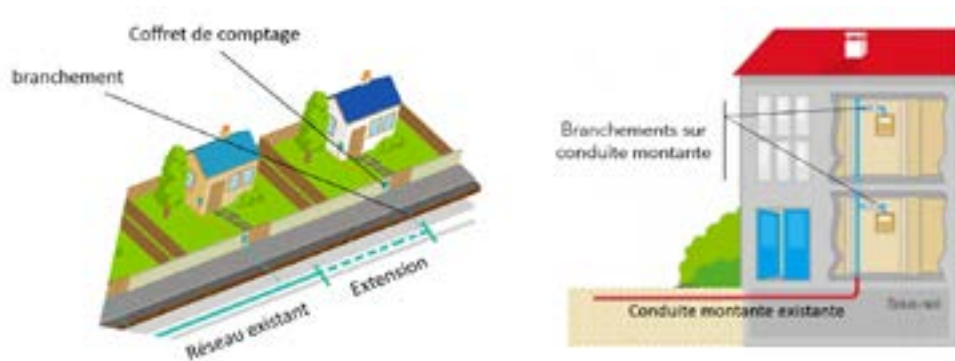 Coffret de comptage
branchement
Réseau existant
Extension
Branchements sur
conduite montante
Conduite montante existante